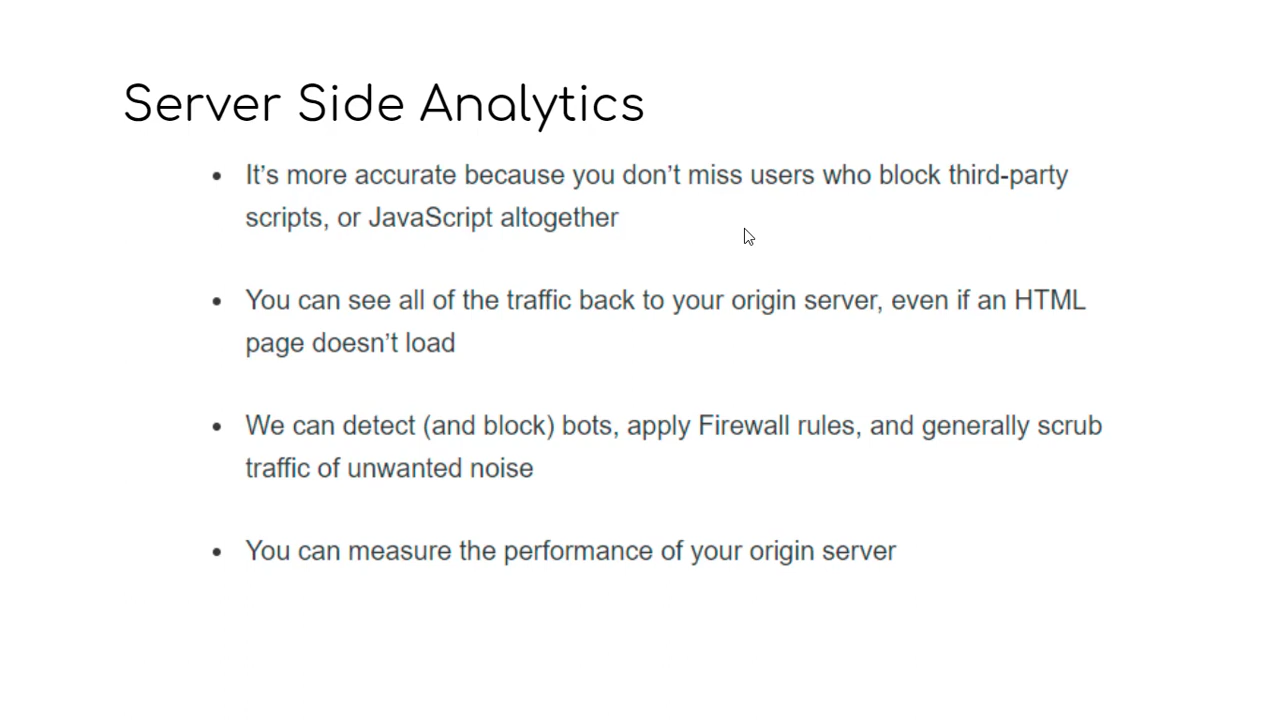 Server Side Analytics
• It’s more accurate because you don’t miss users who block third-party
scripts, or JavaScript altogether
• You can see all of the traffic back to your origin server, even if an HTML
page doesn’t load
• We can detect (and block) bots, apply Firewall rules, and generally scrub
traffic of unwanted noise
• You can measure the performance of your origin server